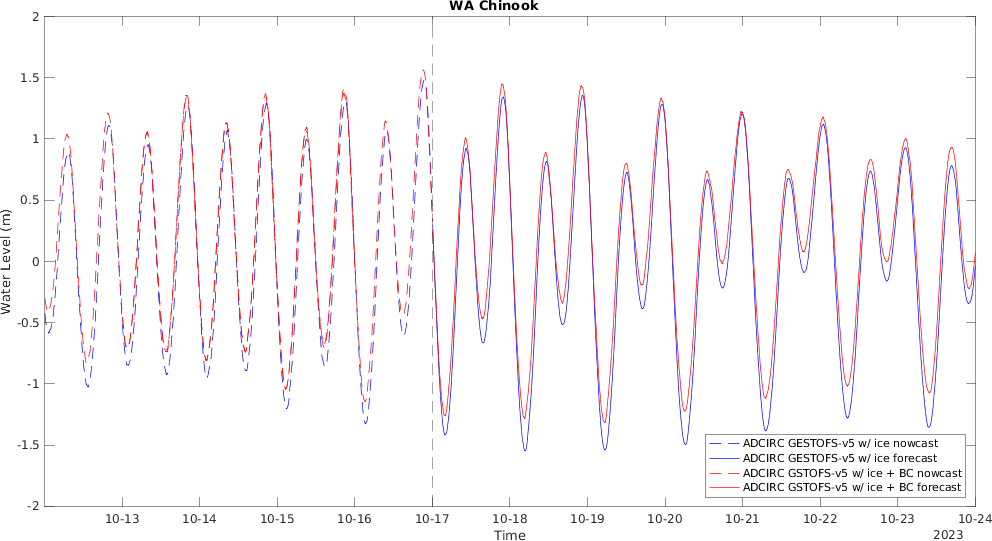 WA Chinook
2
1.5
1
0.5
0
-0.5
-1
-1.5
-2
Water Level (m)
10-13 10-14 10-15 10-16 10-17 10-18 10-19 10-20 10-21 10-22 10-23 10-24
Time
2023
ADCIRC GESTOFS-v5 w/ ice nowcast
ADCIRC GESTOFS-v5 w/ ice forecast
ADCIRC GSTOFS-v5 w/ ice + BC nowcast
ADCIRC GSTOFS-v5 w/ ice + BC forecast